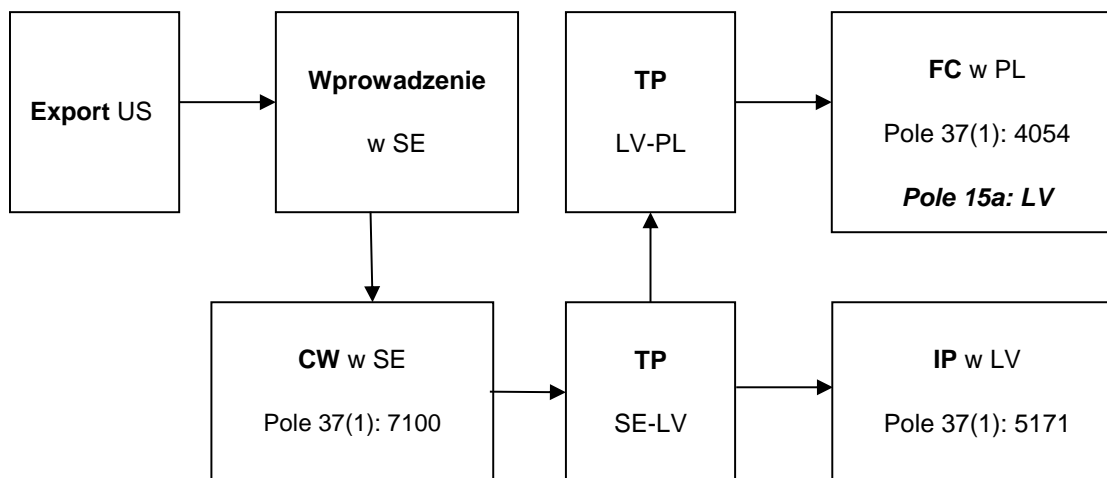 Export US
Wprowadzenie
w SE
TP
LV-PL
FC w PL
Pole 37(1): 4054
Pole 15a: LV
CW w SE
Pole 37(1): 7100
TP
SE-LV
IP w LV
Pole 37(1): 5171